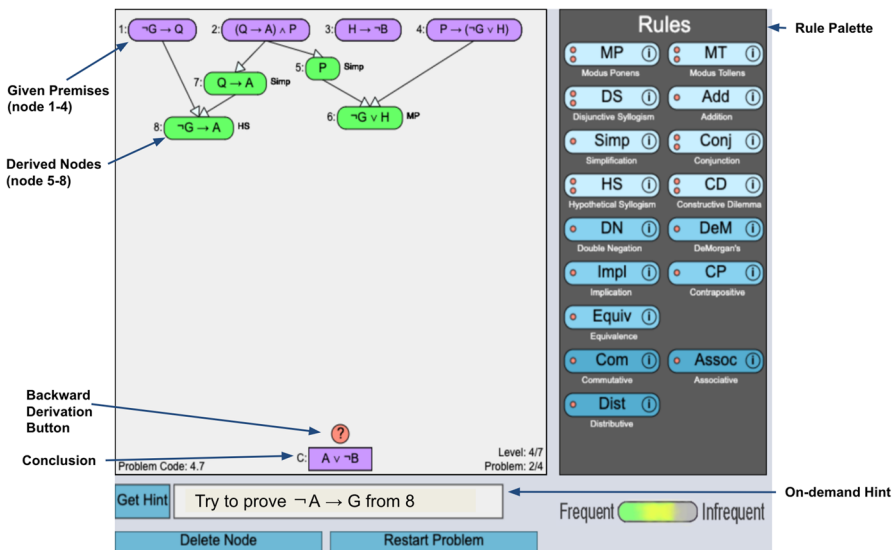 1: ¬G → Q
2: (Q → A) ∧ P
3: H → ¬B
4: P → (¬G ∨ H)
5: P Simp
7: Q → A Simp
6: ¬G ∨ H MP
8: ¬G → A HS
Given Premises
(node 1-4)
Derived Nodes
(node 5-8)
Backward
Derivation
Button
?
Conclusion
C: A ∨ ¬B
Problem Code: 4.7
Level: 4/7
Problem: 2/4
Get Hint
Try to prove ¬ A → G from 8
Delete Node
Restart Problem
Rules
MP i
Modus Ponens
MT i
Modus Tollens
DS i
Disjunctive Syllogism
Add i
Addition
Simp i
Simplification
Conj i
Conjunction
HS i
Hypothetical Syllogism
CD i
Constructive Dilemma
DN i
Double Negation
DeM i
DeMorgan's
Impl i
Implication
CP i
Contrapositive
Equiv i
Equivalence
Com i
Commutative
Assoc i
Associative
Dist i
Distributive
Frequent
Infrequent
Rule Palette
On-demand Hint